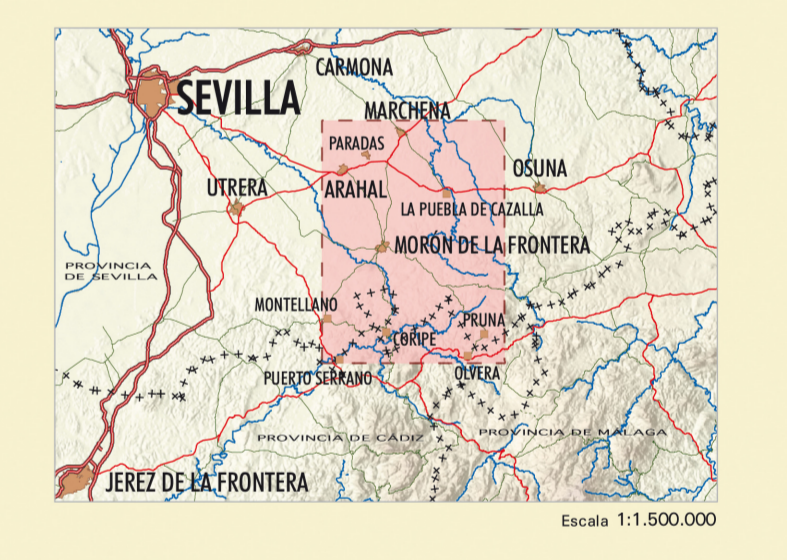 CARMONA
SEVILLA
MARCHENA
PARADAS
OSUNA
UTRERA
ARAHAL
LA PUEBLA DE CAZALLA
MORON DE LA FRONTERA
PROVINCIA
DE SEVILLA
MONTELLANO
PRUNA
CORIPE
PUERTO SERRANO
OLVERA
PROVINCIA DE CÁDIZ
PROVINCIA DE MÁLAGA
JEREZ DE LA FRONTERA
Escala 1:1.500.000